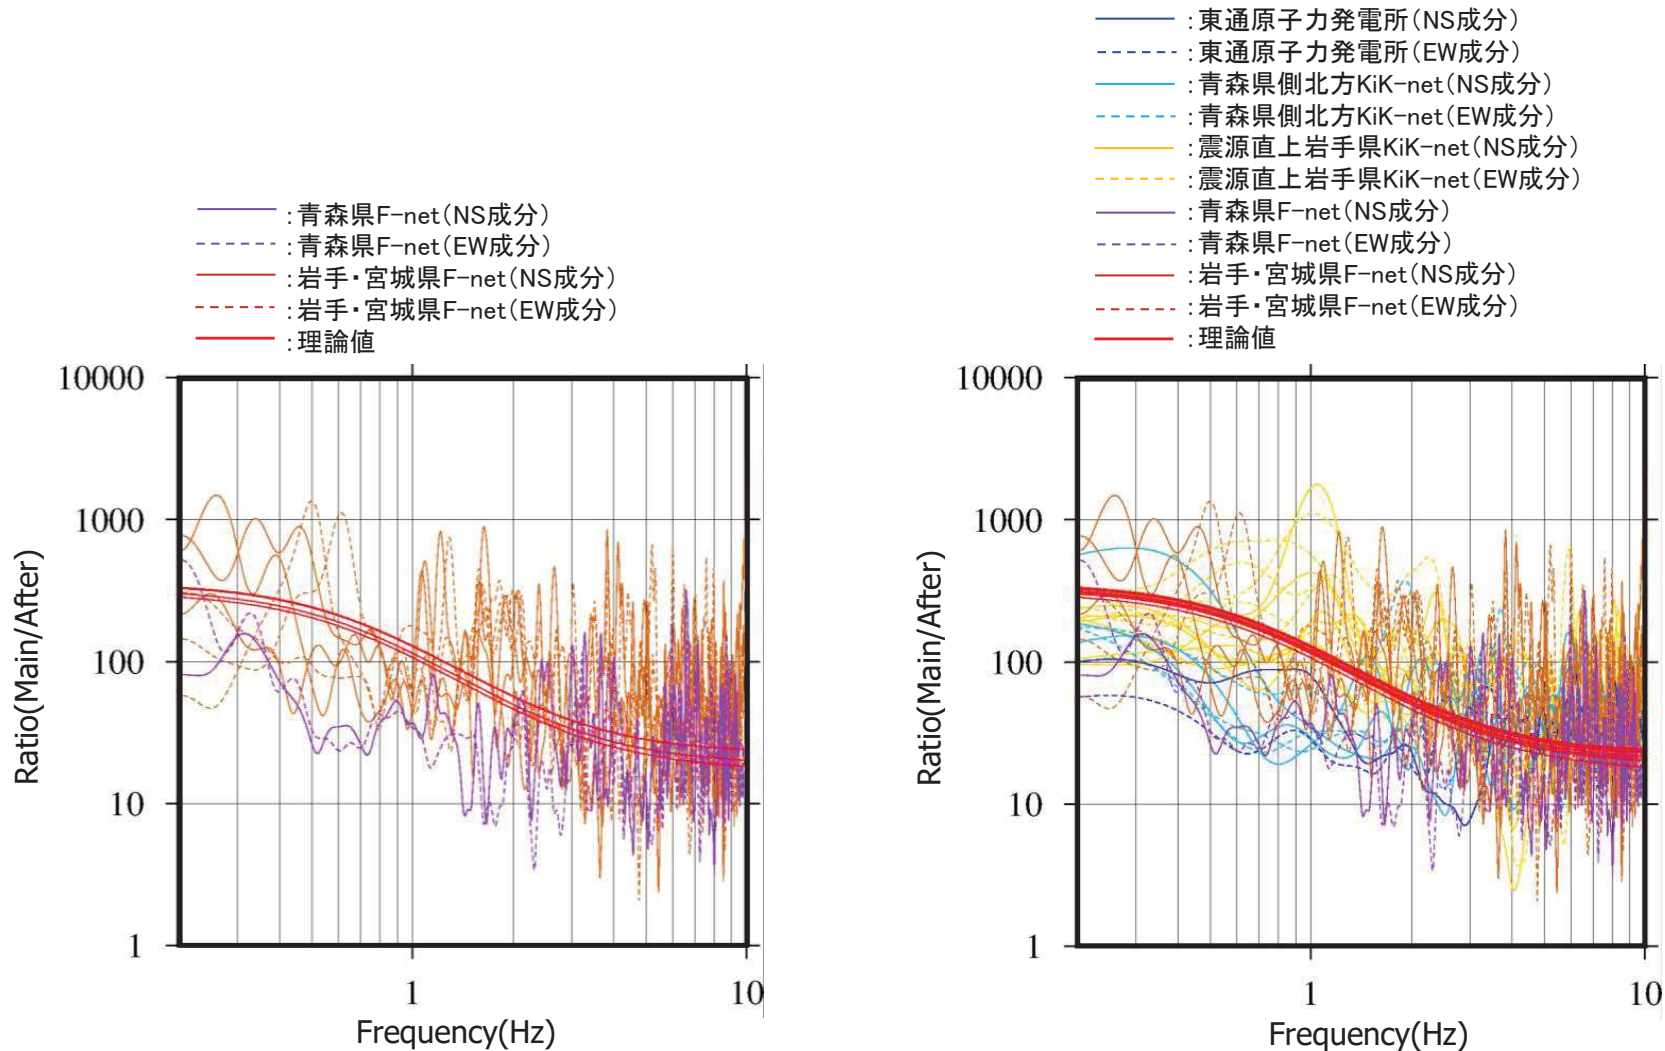 :青森県F-net(NS成分)
:青森県F-net(EW成分)
:岩手・宮城県F-net(NS成分)
:岩手・宮城県F-net(EW成分)
:理論値
10000
1000
100
10
1
1
10
Ratio(Main/After)
Frequency(Hz)
:東通原子力発電所(NS成分)
:東通原子力発電所(EW成分)
:青森県側北方KiK-net(NS成分)
:青森県側北方KiK-net(EW成分)
:震源直上岩手県KiK-net(NS成分)
:震源直上岩手県KiK-net(EW成分)
:青森県F-net(NS成分)
:青森県F-net(EW成分)
:岩手・宮城県F-net(NS成分)
:岩手・宮城県F-net(EW成分)
:理論値
10000
1000
100
10
1
1
10
Ratio(Main/After)
Frequency(Hz)